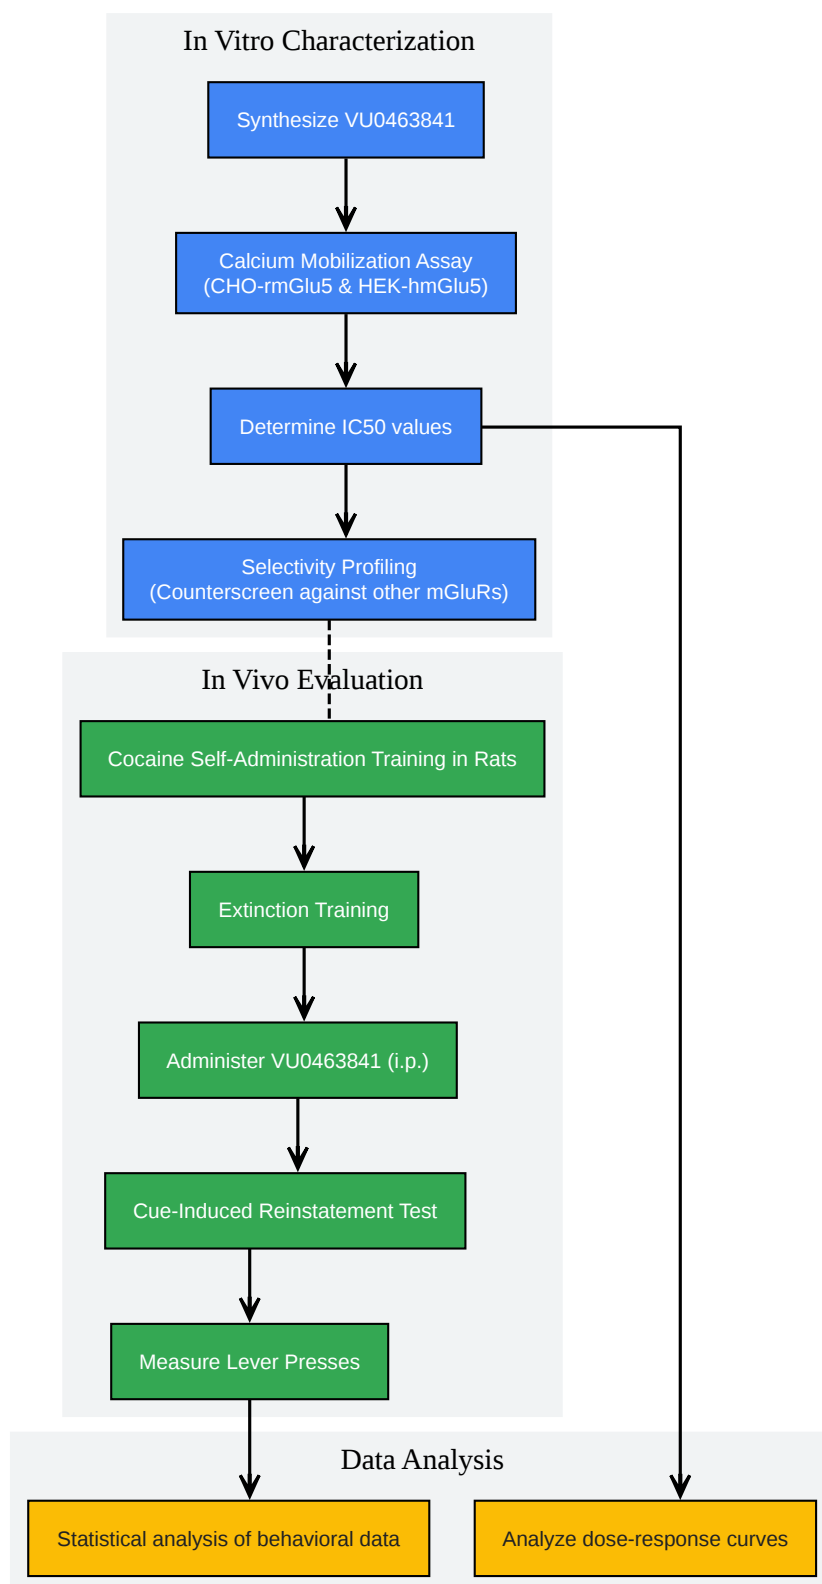 In Vitro Characterization
Synthesize VU0463841
Calcium Mobilization Assay
(CHO-rmGlu5 & HEK-hmGlu5)
Determine IC50 values
Selectivity Profiling
(Counterscreen against other mGluRs)
In Vivo Evaluation
Cocaine Self-Administration Training in Rats
Extinction Training
Administer VU0463841 (i.p.)
Cue-Induced Reinstatement Test
Measure Lever Presses
Data Analysis
Statistical analysis of behavioral data
Analyze dose-response curves